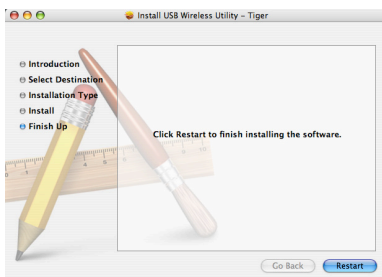 Install USB Wireless Utility – Tiger
Introduction
Select Destination
Installation Type
Install
Finish Up
Click Restart to finish installing the software.
Go Back
Restart